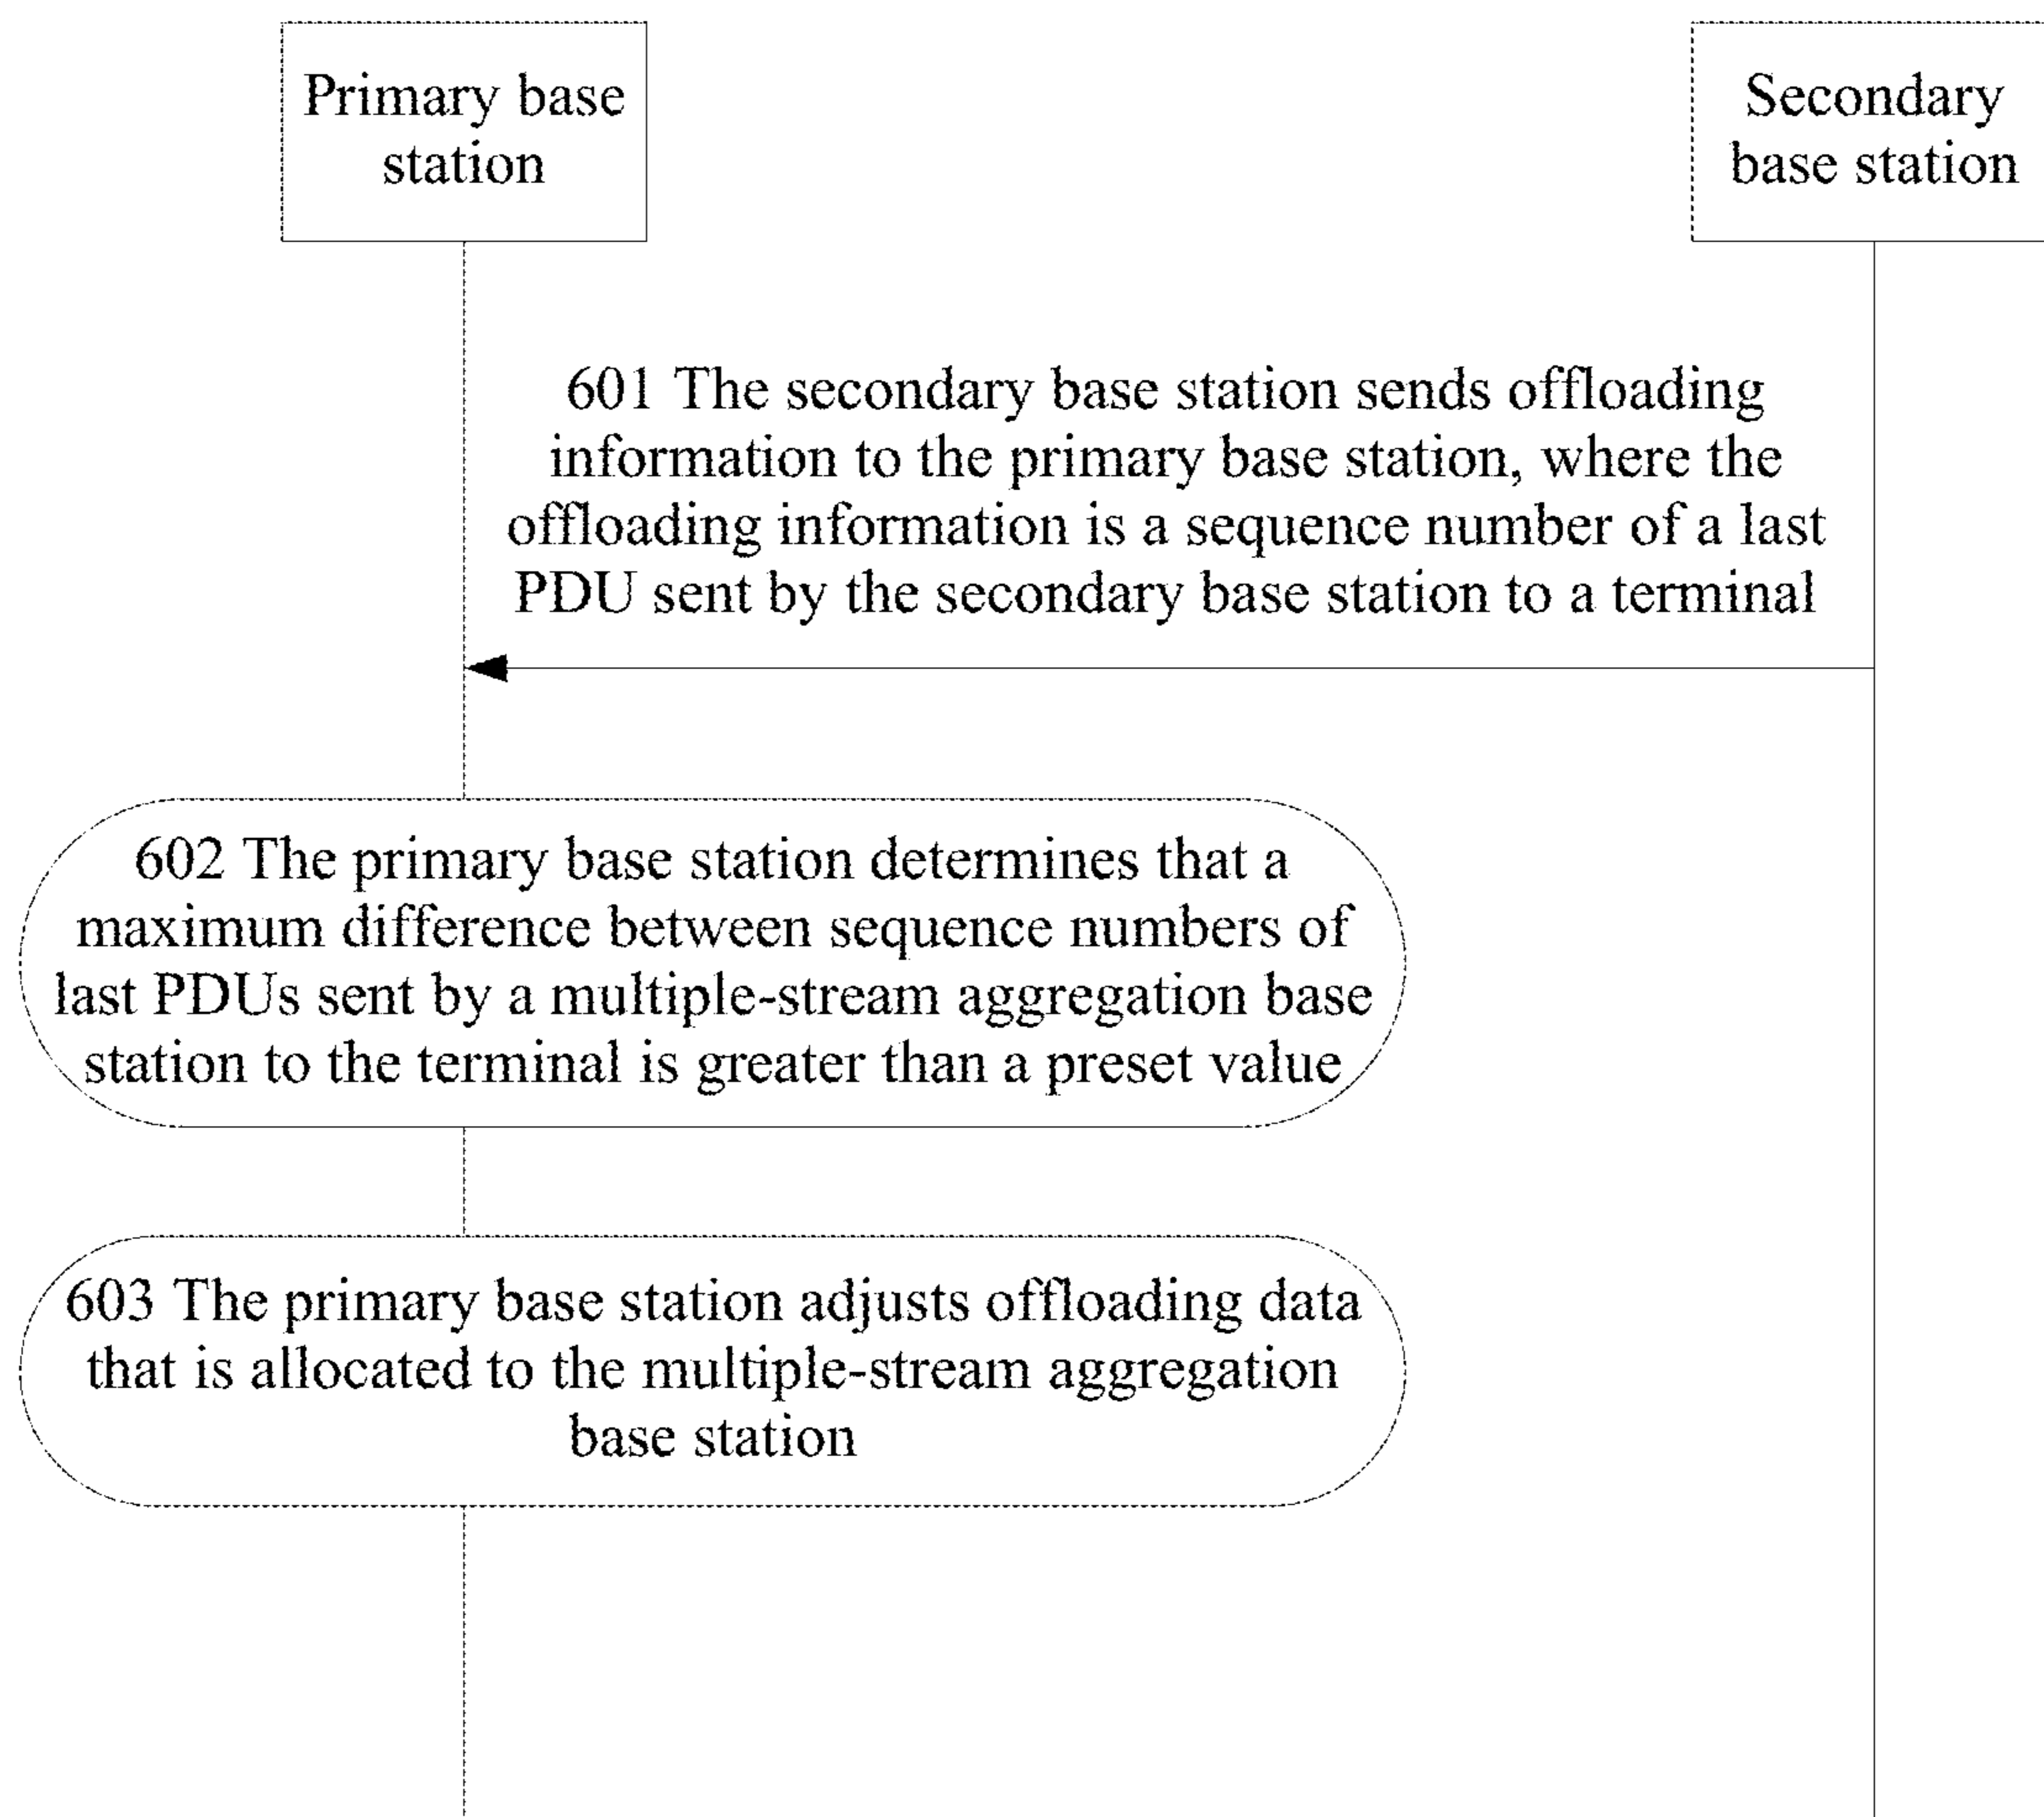 Primary base
station
Secondary
base station
601 The secondary base station sends offloading
information to the primary base station, where the
offloading information is a sequence number of a last
PDU sent by the secondary base station to a terminal
602 The primary base station determines that a
maximum difference between sequence numbers of
last PDUs sent by a multiple-stream aggregation base
station to the terminal is greater than a preset value
603 The primary base station adjusts offloading data
that is allocated to the multiple-stream aggregation
base station